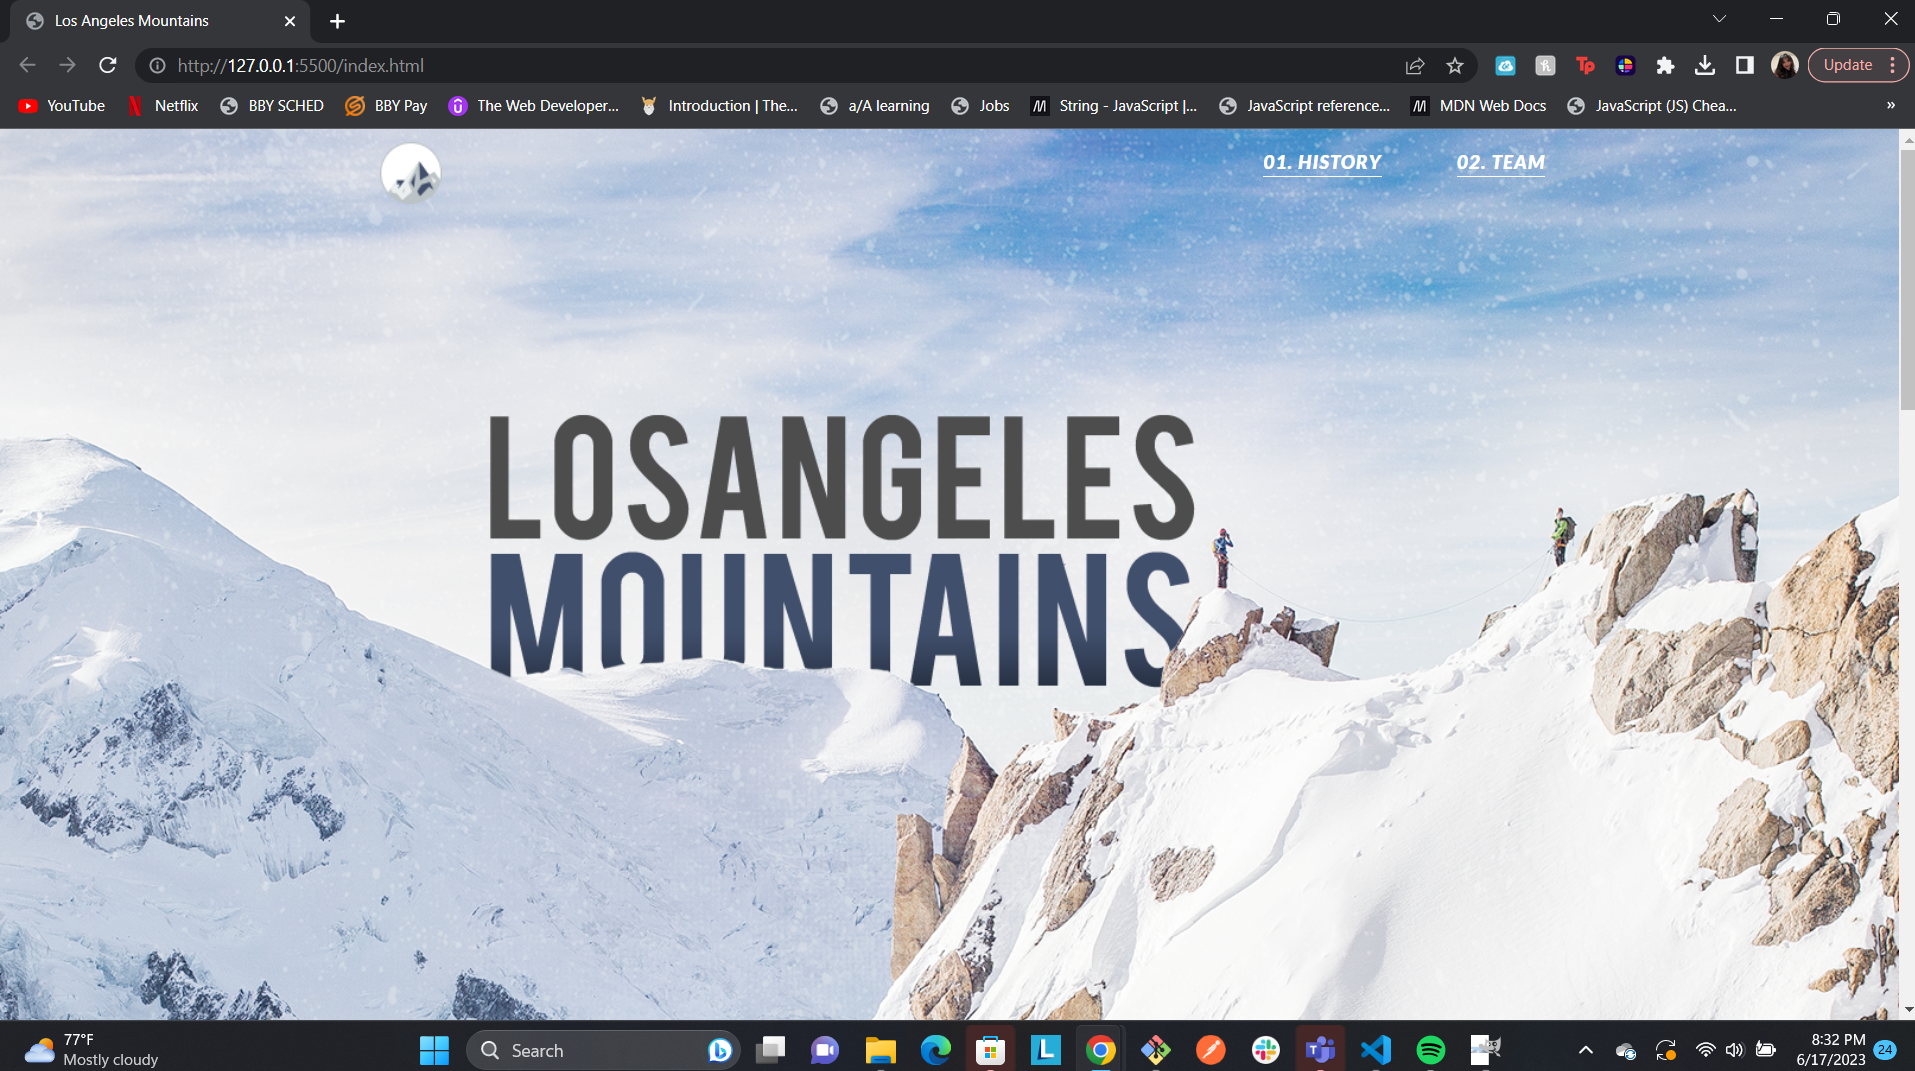 Los Angeles Mountains
http://127.0.0.1:5500/index.html
Update
YouTube
Netflix
BBY SCHED
BBY Pay
The Web Developer...
Introduction | The...
a/A learning
Jobs
String - JavaScript |...
JavaScript reference...
MDN Web Docs
JavaScript (JS) Chea...
»
01. HISTORY
02. TEAM
LOSANGELES
MOUNTAINS
77°F
Mostly cloudy
Search
8:32 PM
6/17/2023
24